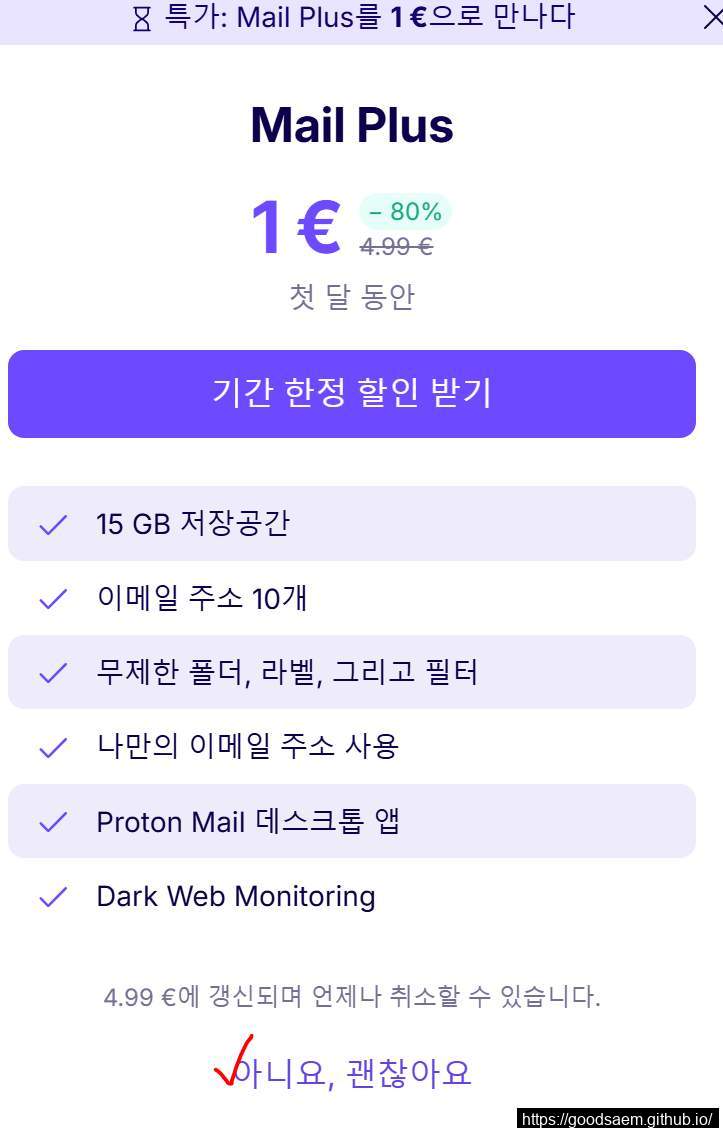 특가: Mail Plus를 1 €으로 만나다
Mail Plus
1 €
− 80%
4.99 €
첫 달 동안
기간 한정 할인 받기
15 GB 저장공간
이메일 주소 10개
무제한 폴더, 라벨, 그리고 필터
나만의 이메일 주소 사용
Proton Mail 데스크톱 앱
Dark Web Monitoring
4.99 €에 갱신되며 언제나 취소할 수 있습니다.
아니요, 괜찮아요
https://goodsaem.github.io/